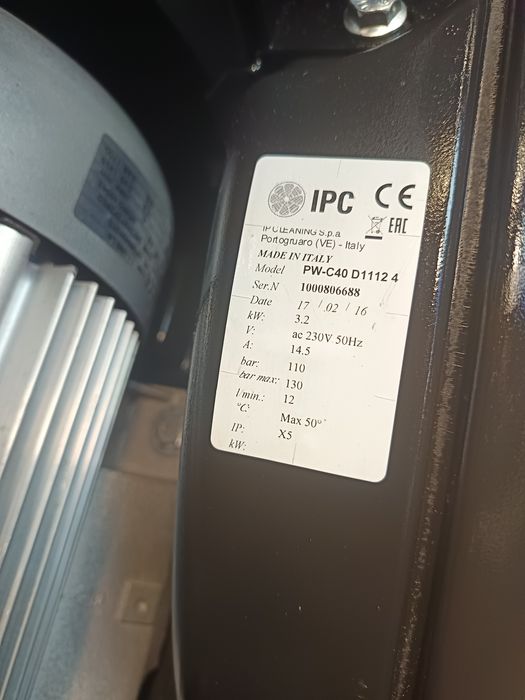 IPC CE
EAC
IP CLEANING S.p.a
Portogruaro (VE) - Italy
MADE IN ITALY
Model PW-C40 D1112 4
Ser.N 1000806688
Date 17 / 02 / 16
kW: 3.2
V: ac 230V 50Hz
A: 14.5
bar: 110
bar max: 130
l/min.: 12
°C: Max 50°
IP: X5
kW: